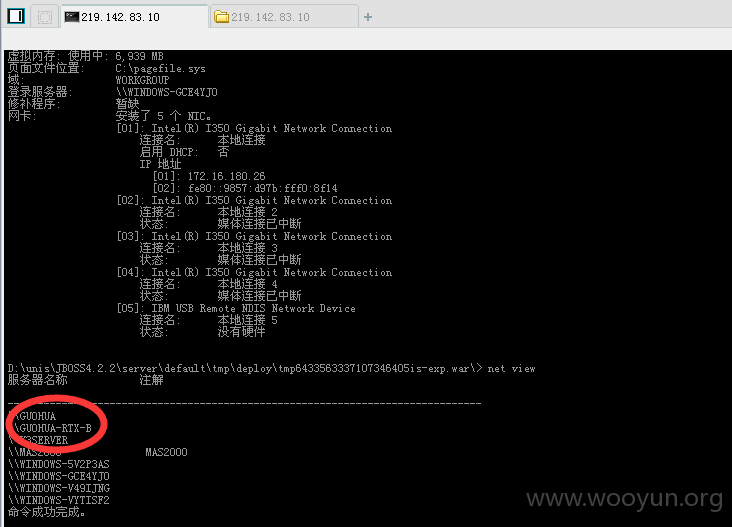 219.142.83.10
219.142.83.10
虚拟内存: 使用中: 6,939 MB
页面文件位置: C:\pagefile.sys
域: WORKGROUP
登录服务器: \\WINDOWS-GCE4YJO
修补程序: 暂缺
网卡: 安装了 5 个 NIC。
[01]: Intel(R) I350 Gigabit Network Connection
连接名: 本地连接
启用 DHCP: 否
IP 地址
[01]: 172.16.180.26
[02]: fe80::9857:d97b:fff0:8f14
[02]: Intel(R) I350 Gigabit Network Connection
连接名: 本地连接 2
状态: 媒体连接已中断
[03]: Intel(R) I350 Gigabit Network Connection
连接名: 本地连接 3
状态: 媒体连接已中断
[04]: Intel(R) I350 Gigabit Network Connection
连接名: 本地连接 4
状态: 媒体连接已中断
[05]: IBM USB Remote NDIS Network Device
连接名: 本地连接 5
状态: 没有硬件
D:\unis\JBOSS4.2.2\server\default\tmp\deploy\tmp6433563337107346405is-exp.war\> net view
服务器名称 注解
-------------------------------------------------------------------------------
\\GUOHUA
\\GUOHUA-RTX-B
3SERVER
\\MAS2000 MAS2000
\\WINDOWS-5V2P3AS
\\WINDOWS-GCE4YJO
\\WINDOWS-V49IJNG
\\WINDOWS-VYTISF2
命令成功完成。
www.wooyun.org